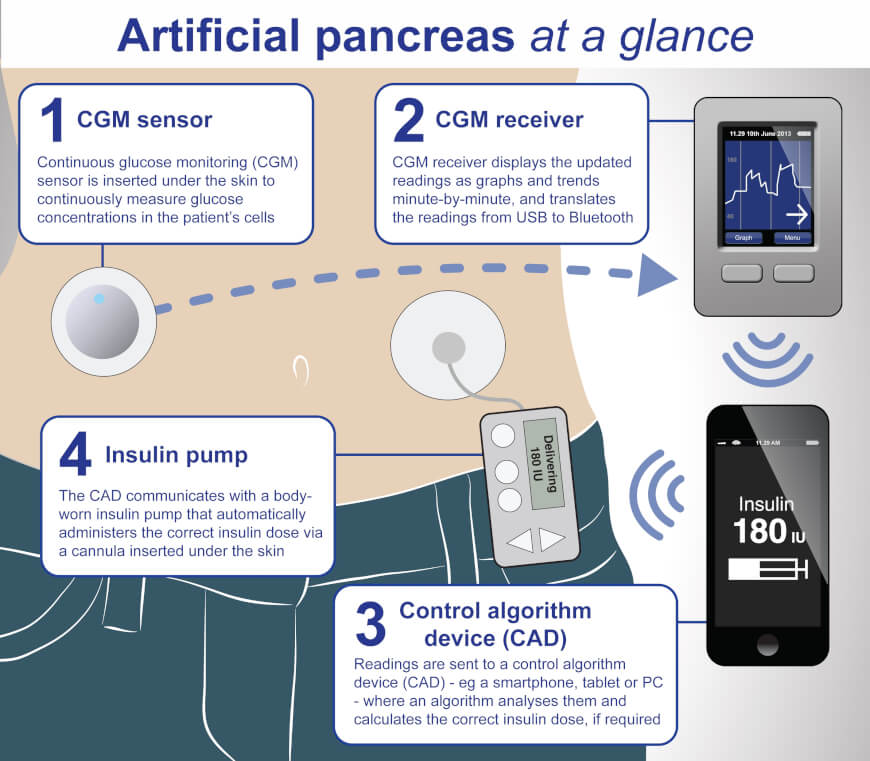 Artificial pancreas at a glance
1 CGM sensor
Continuous glucose monitoring (CGM)
sensor is inserted under the skin to
continuously measure glucose
concentrations in the patient's cells
2 CGM receiver
CGM receiver displays the updated
readings as graphs and trends
minute-by-minute, and translates
the readings from USB to Bluetooth
11.29 10th June 2013
160
40
Graph Menu
4 Insulin pump
The CAD communicates with a body-
worn insulin pump that automatically
administers the correct insulin dose via
a cannula inserted under the skin
Delivering
180 IU
11.29 AM
Insulin
180 IU
3 Control algorithm
device (CAD)
Readings are sent to a control algorithm
device (CAD) - eg a smartphone, tablet or PC
- where an algorithm analyses them and
calculates the correct insulin dose, if required